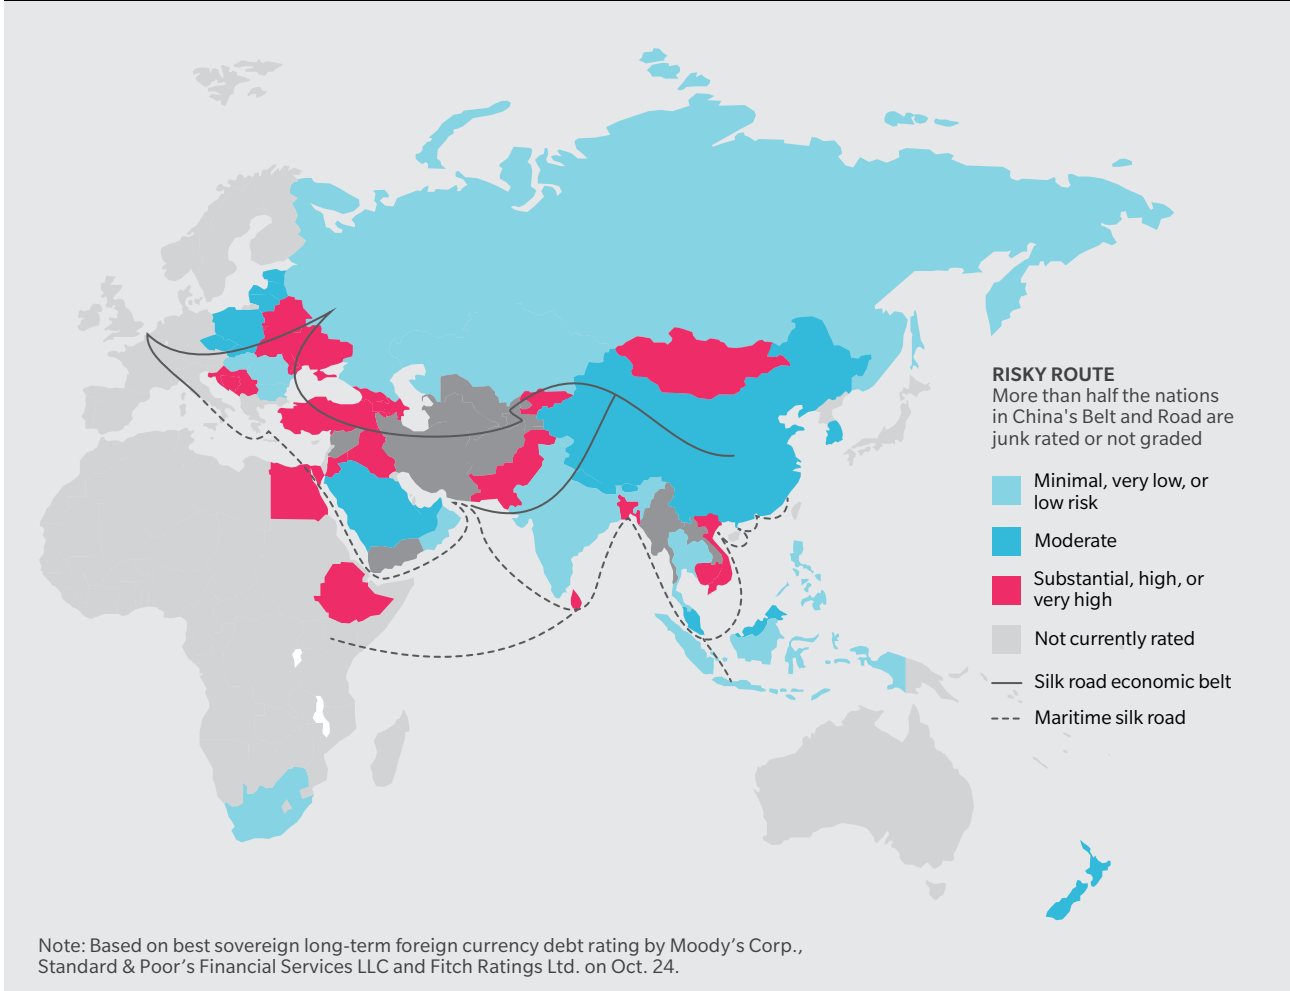 RISKY ROUTE
More than half the nations
in China's Belt and Road are
junk rated or not graded
Minimal, very low, or
low risk
Moderate
Substantial, high, or
very high
Not currently rated
Silk road economic belt
Maritime silk road
Note: Based on best sovereign long-term foreign currency debt rating by Moody’s Corp.,
Standard & Poor’s Financial Services LLC and Fitch Ratings Ltd. on Oct. 24.